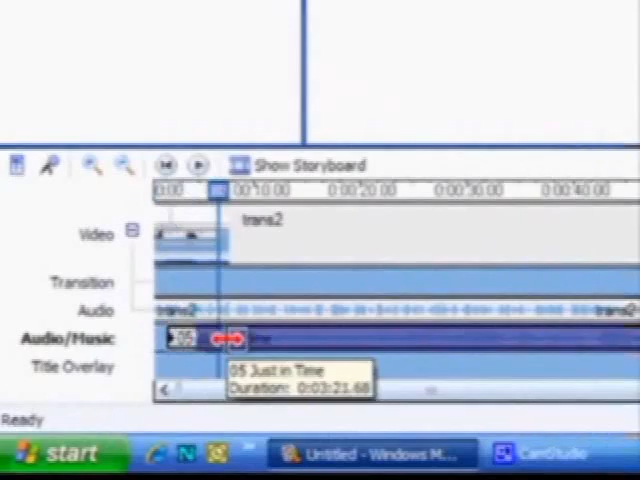 Show Storyboard
0:00 00:10.00 0:00:20.00 0:00:30.00 0:00:40.00
trans2
Video
Transition
Audio trans2 trans2
Audio/Music 05
Title Overlay
05 Just in Time
Duration: 0:03:21.68
Ready
start Untitled - Windows M... CamStudio